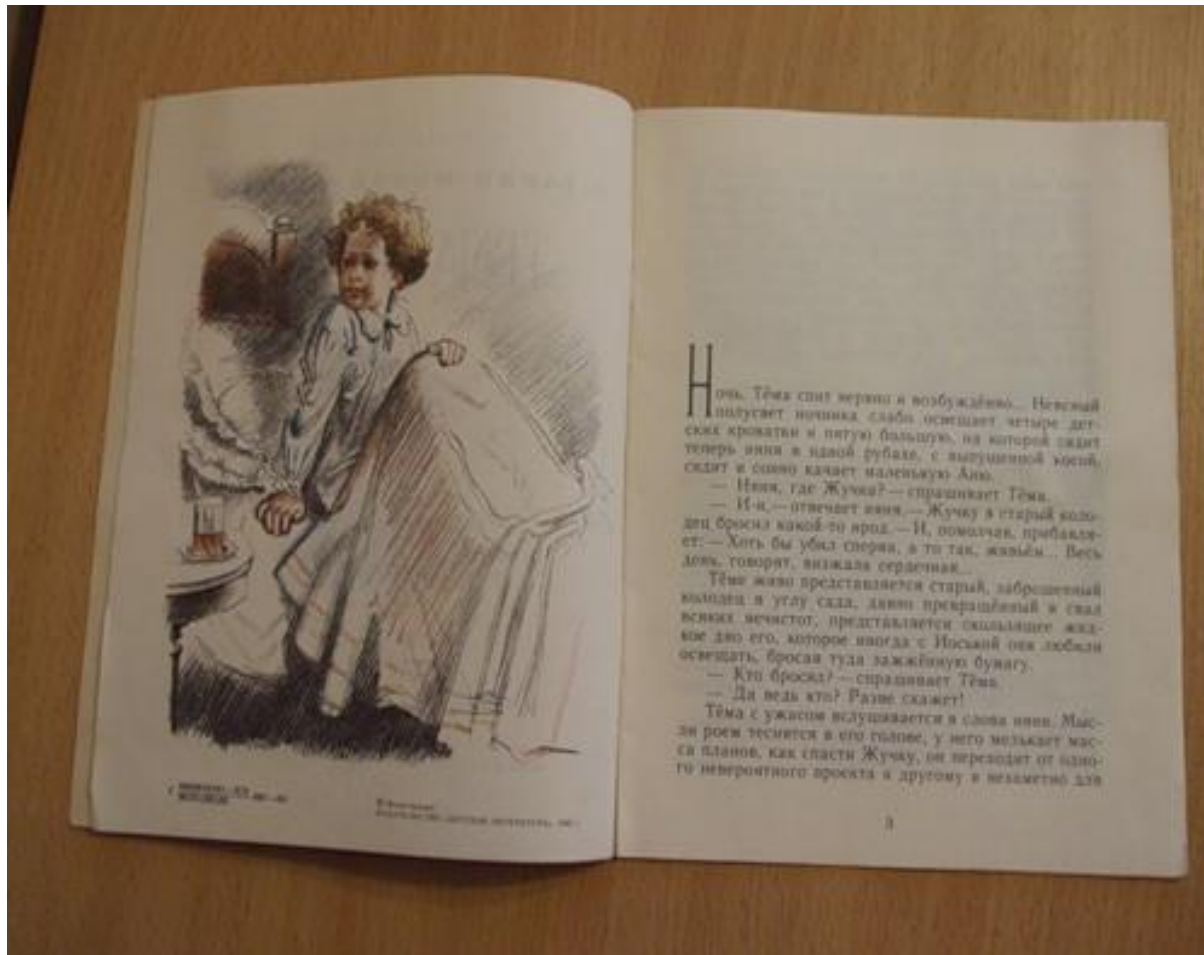 Ночь. Тёма спит нервно и возбуждённо... Неясный
полусвет ночника слабо освещает четыре дет-
ских кроватки и пятую большую, на которой сидит
теперь няня в одной рубахе, с выпущенной косой,
сидит и сонно качает маленькую Аню.
— Няня, где Жучка? — спрашивает Тёма.
— И-и, — отвечает няня, — Жучку в старый коло-
дец бросил какой-то ирод. — И, помолчав, прибавля-
ет: — Хоть бы убил сперва, а то так, живьём... Весь
день, говорят, визжала сердечная...
Тёме живо представляется старый, заброшенный
колодец в углу сада, давно превращённый в свал
всяких нечистот, представляется скользящее жид-
кое дно его, которое иногда с Иоськой они любили
освещать, бросая туда зажжённую бумагу.
— Кто бросил? — спрашивает Тёма.
— Да ведь кто? Разве скажет!
Тёма с ужасом вслушивается в слова няни. Мыс-
ли роем теснятся в его голове, у него мелькает мас-
са планов, как спасти Жучку, он переходит от одно-
го невероятного проекта к другому и незаметно для
3